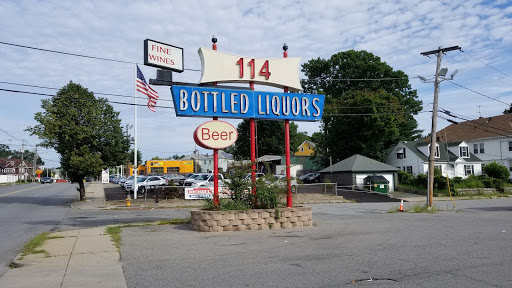 FINE
WINES
114
BOTTLED LIQUORS
Beer